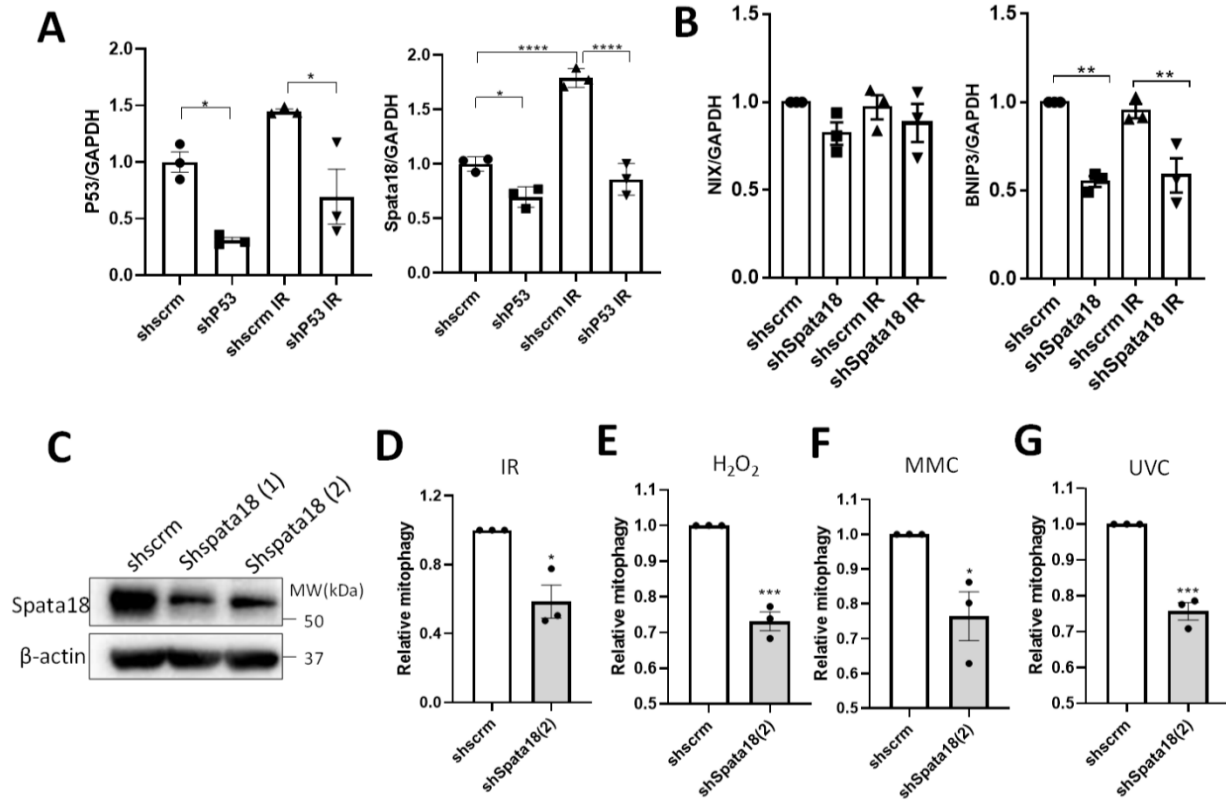 A
P53/GAPDH
2.0
1.5
1.0
0.5
0.0
*
*
shscrm
shP53
shscrm IR
shP53 IR
Spata18/GAPDH
2.0
1.5
1.0
0.5
0.0
****
****
*
shscrm
shP53
shscrm IR
shP53 IR
B
NIX/GAPDH
1.5
1.0
0.5
0.0
shscrm
shSpata18
shscrm IR
shSpata18 IR
BNIP3/GAPDH
1.5
1.0
0.5
0.0
**
**
shscrm
shSpata18
shscrm IR
shSpata18 IR
C
shscrm
Shspata18 (1)
Shspata18 (2)
MW(kDa)
Spata18
50
β-actin
37
D
IR
Relative mitophagy
1.2
0.8
0.4
0.0
*
shscrm
shSpata18(2)
E
H₂O₂
Relative mitophagy
1.1
1.0
0.9
0.8
0.7
0.6
0.5
***
shscrm
shSpata18(2)
F
MMC
Relative mitophagy
1.1
1.0
0.9
0.8
0.7
0.6
0.5
*
shscrm
shSpata18(2)
G
UVC
Relative mitophagy
1.1
1.0
0.9
0.8
0.7
0.6
0.5
***
shscrm
shSpata18(2)